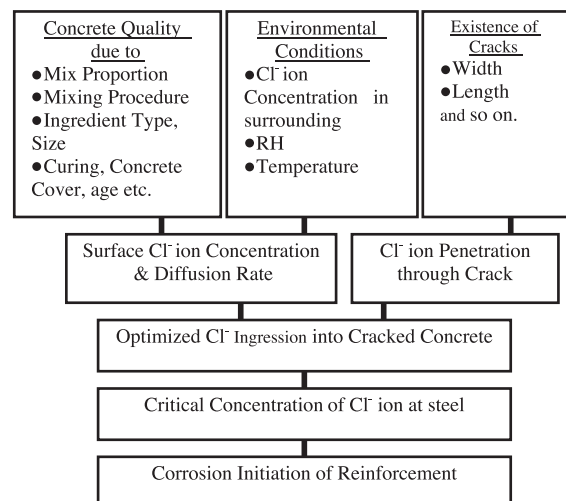 Concrete Quality
due to
●Mix Proportion
●Mixing Procedure
●Ingredient Type,
Size
●Curing, Concrete
Cover, age etc.
Environmental
Conditions
●Cl⁻ ion
Concentration in
surrounding
●RH
●Temperature
Existence of
Cracks
●Width
●Length
and so on.
Surface Cl⁻ ion Concentration
& Diffusion Rate
Cl⁻ ion Penetration
through Crack
Optimized Cl⁻ Ingression into Cracked Concrete
Critical Concentration of Cl⁻ ion at steel
Corrosion Initiation of Reinforcement